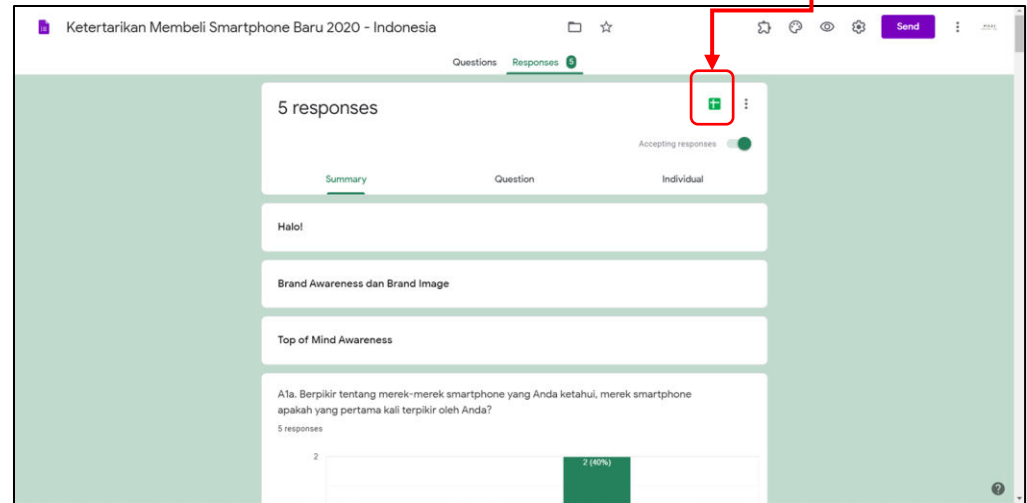 Ketertarikan Membeli Smartphone Baru 2020 - Indonesia
Send
Questions
Responses 5
5 responses
Accepting responses
Summary
Question
Individual
Halo!
Brand Awareness dan Brand Image
Top of Mind Awareness
A1a. Berpikir tentang merek-merek smartphone yang Anda ketahui, merek smartphone
apakah yang pertama kali terpikir oleh Anda?
5 responses
2
2 (40%)